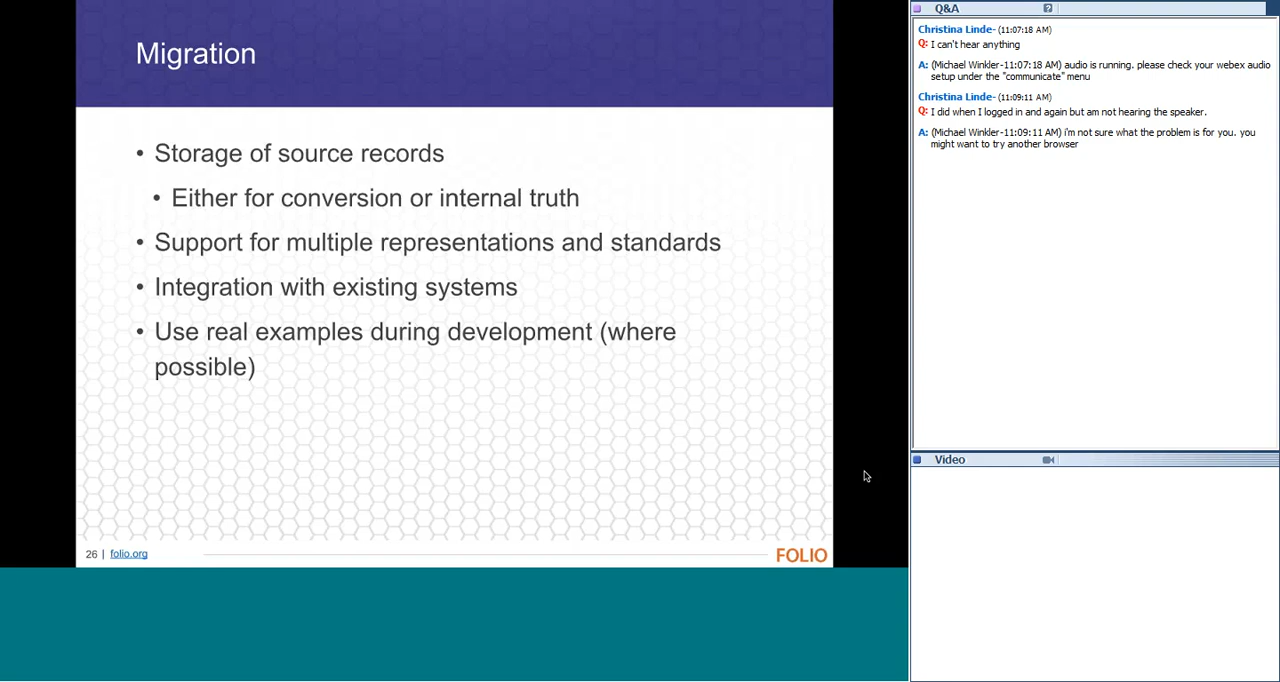 Migration
• Storage of source records
• Either for conversion or internal truth
• Support for multiple representations and standards
• Integration with existing systems
• Use real examples during development (where
possible)
26 | folio.org
FOLIO
Q&A
Christina Linde- (11:07:18 AM)
Q: I can't hear anything
A: (Michael Winkler-11:07:18 AM) audio is running. please check your webex audio
setup under the "communicate" menu
Christina Linde- (11:09:11 AM)
Q: I did when I logged in and again but am not hearing the speaker.
A: (Michael Winkler-11:09:11 AM) i'm not sure what the problem is for you. you
might want to try another browser
Video